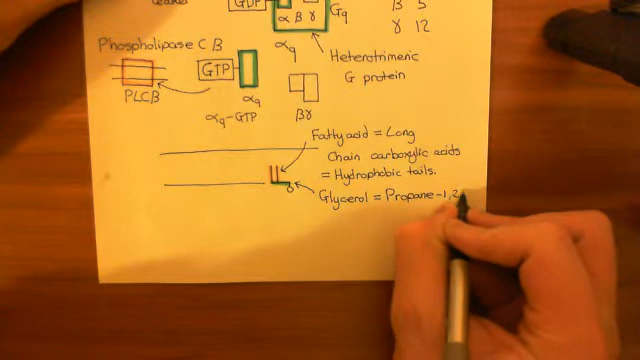 GDP
α β γ
Gq
β 5
γ 12
αq
Heterotrimeric
G protein
Phospholipase C β
GTP
PLCβ
αq
αq-GTP
βγ
Fatty acid = Long
Chain carboxylic acids
= Hydrophobic tails.
Glycerol = Propane-1,2